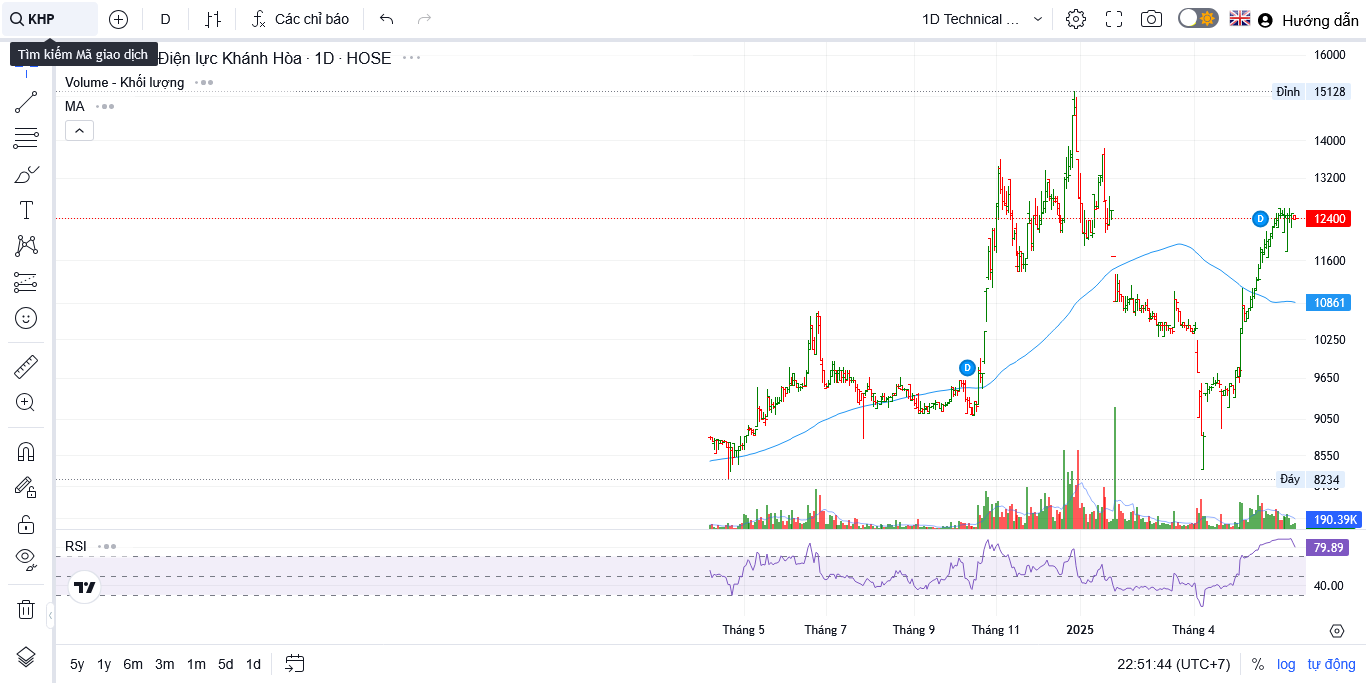 KHP
D
Các chỉ báo
1D Technical ...
Hướng dẫn
Tìm kiếm Mã giao dịch
Điện lực Khánh Hòa · 1D · HOSE
Volume - Khối lượng
MA
16000
Đỉnh 15128
14000
13200
D
12400
11600
10861
10250
D
9650
9050
8550
Đáy 8234
190.39K
RSI
79.89
40.00
Tháng 5 Tháng 7 Tháng 9 Tháng 11 2025 Tháng 4
5y 1y 6m 3m 1m 5d 1d
22:51:44 (UTC+7) % log tự động